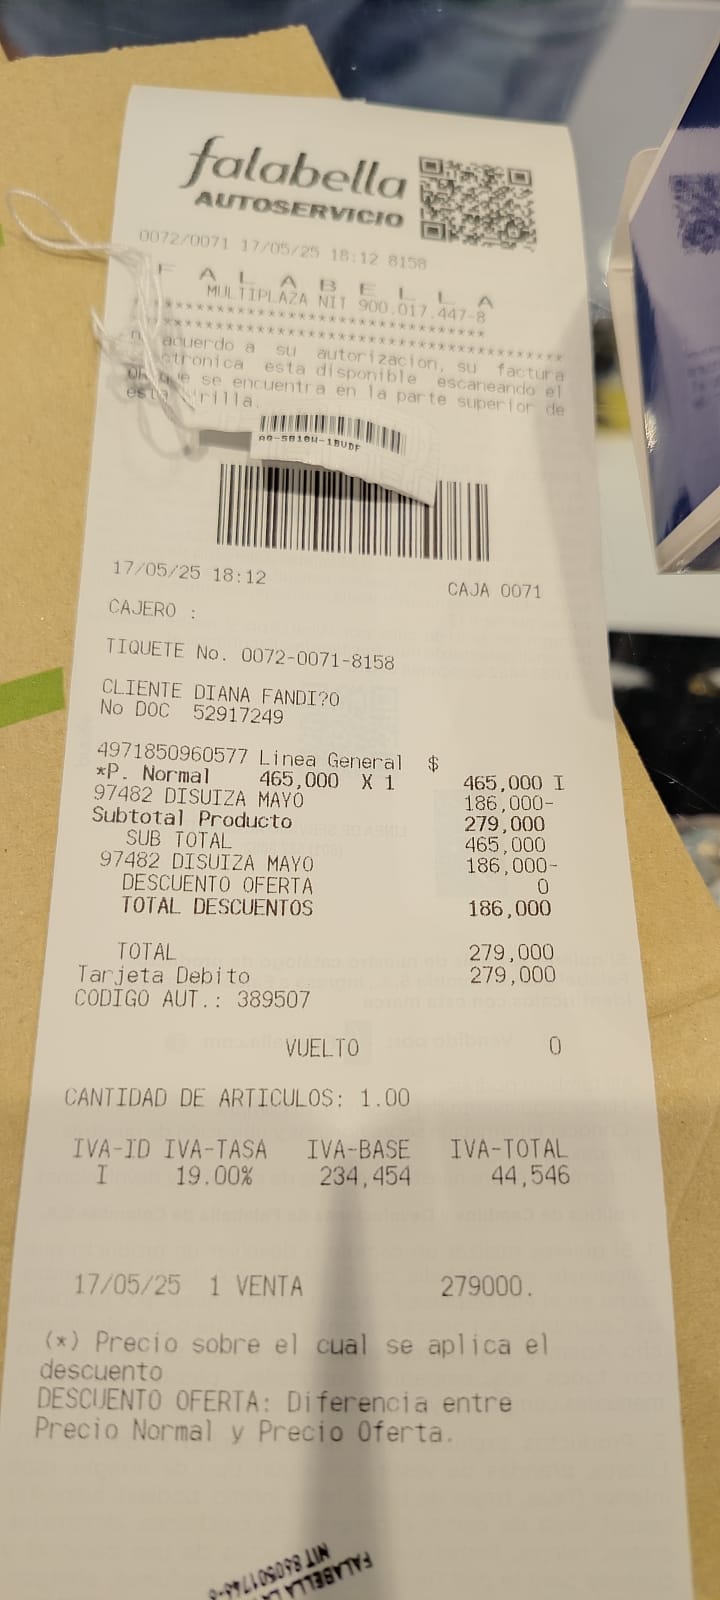 falabella
AUTOSERVICIO
0072/0071 17/05/25 18:12 8158
F A L A B E L L A
MULTIPLAZA NIT 900.017.447-8
acuerdo a su autorizacion, su factura
esta disponible escaneando el
se encuentra en la parte superior de
17/05/25 18:12
CAJA 0071
CAJERO :
TIQUETE No. 0072-0071-8158
CLIENTE DIANA FANDI?O
No DOC 52917249
4971850960577 Linea General $
*P. Normal 465,000 X 1 465,000 I
97482 DISUIZA MAYO 186,000-
Subtotal Producto 279,000
SUB TOTAL 465,000
97482 DISUIZA MAYO 186,000-
DESCUENTO OFERTA 0
TOTAL DESCUENTOS 186,000
TOTAL 279,000
Tarjeta Debito 279,000
CODIGO AUT.: 389507
VUELTO 0
CANTIDAD DE ARTICULOS: 1.00
IVA-ID IVA-TASA IVA-BASE IVA-TOTAL
I 19.00% 234,454 44,546
17/05/25 1 VENTA 279000.
(*) Precio sobre el cual se aplica el
descuento
DESCUENTO OFERTA: Diferencia entre
Precio Normal y Precio Oferta.